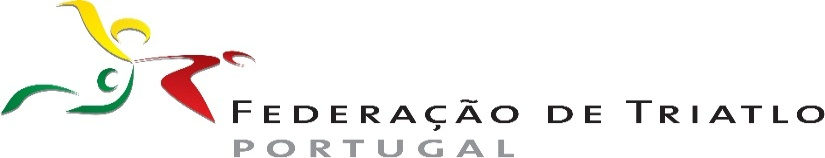 FEDERAÇÃO DE TRIATLO
PORTUGAL